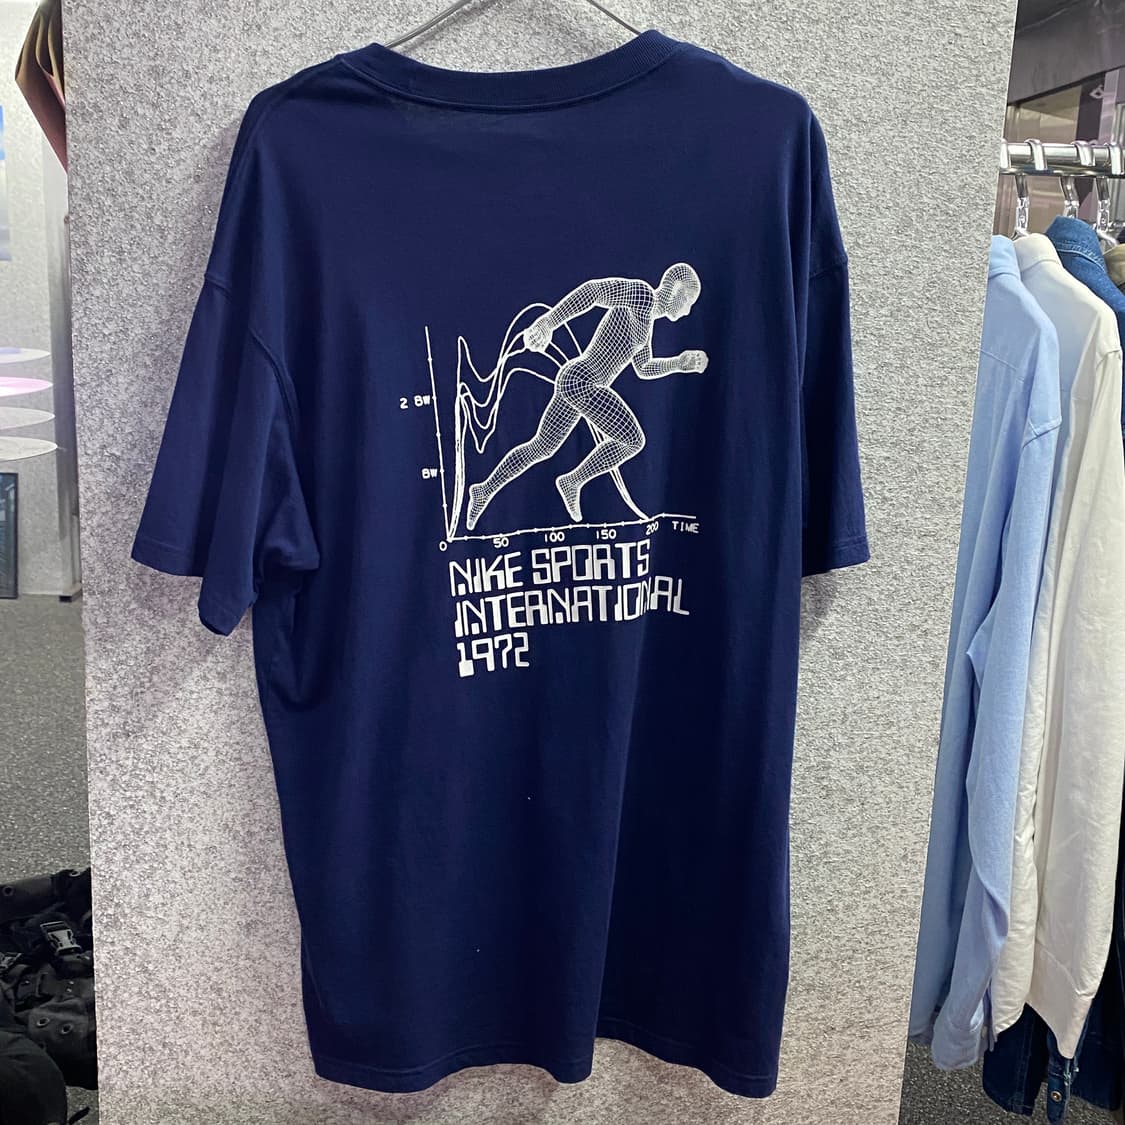 2 BW
BW
0 50 100 150 200 TIME
NIKE SPORTS
INTERNATIONAL
1972